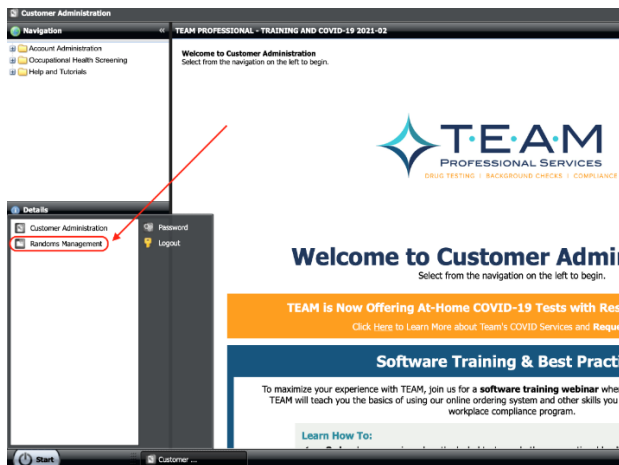 Customer Administration
Navigation «
TEAM PROFESSIONAL - TRAINING AND COVID-19 2021-02
Account Administration
Occupational Health Screening
Help and Tutorials
Welcome to Customer Administration
Select from the navigation on the left to begin.
T·E·A·M
PROFESSIONAL SERVICES
DRUG TESTING | BACKGROUND CHECKS | COMPLIANCE
Details
Customer Administration
Randoms Management
Password
Logout
Welcome to Customer Admi
Select from the navigation on the left to begin.
TEAM is Now Offering At-Home COVID-19 Tests with Res
Click Here to Learn More about Team's COVID Services and Reque
Software Training & Best Practi
To maximize your experience with TEAM, join us for a software training webinar whe
TEAM will teach you the basics of using our online ordering system and other skills you
workplace compliance program.
Learn How To:
Start
Customer ...